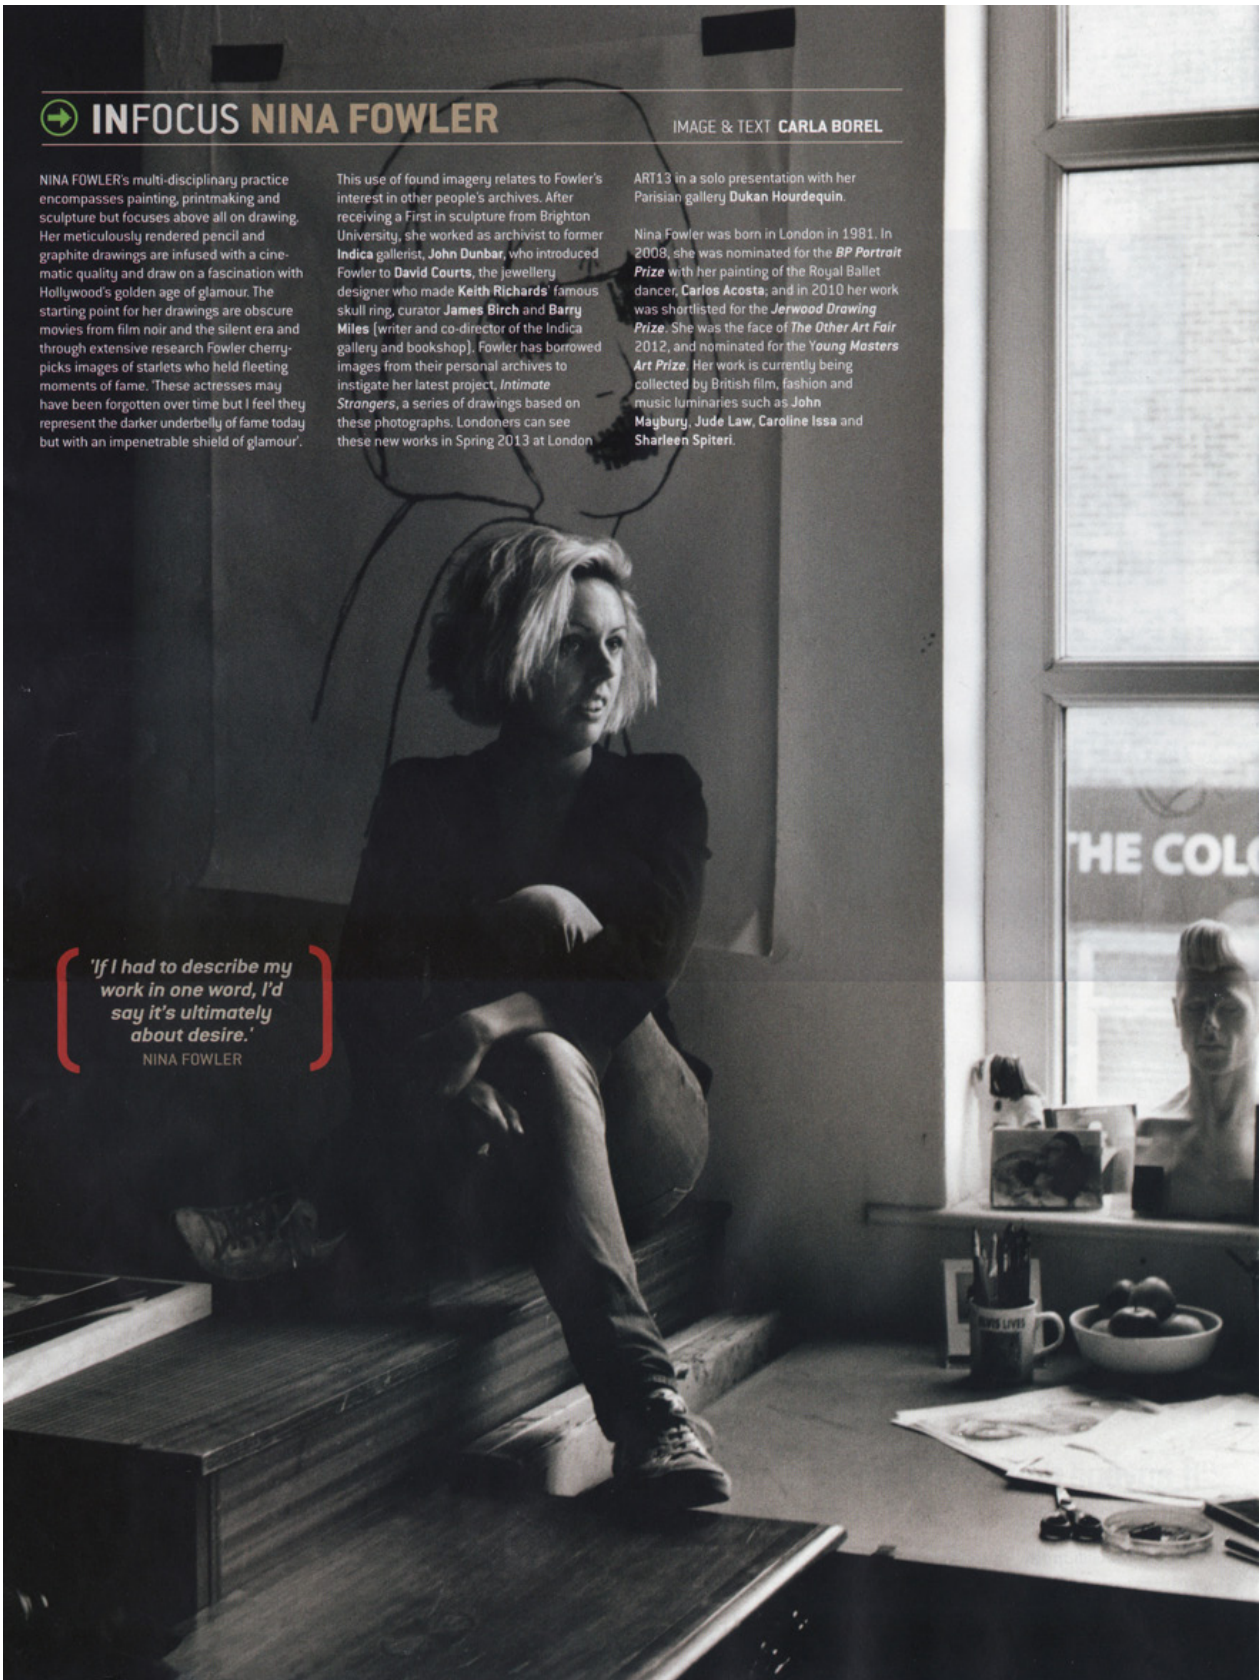 INFOCUS NINA FOWLER
IMAGE & TEXT CARLA BOREL
NINA FOWLER's multi-disciplinary practice
encompasses painting, printmaking and
sculpture but focuses above all on drawing.
Her meticulously rendered pencil and
graphite drawings are infused with a cine-
matic quality and draw on a fascination with
Hollywood's golden age of glamour. The
starting point for her drawings are obscure
movies from film noir and the silent era and
through extensive research Fowler cherry-
picks images of starlets who held fleeting
moments of fame. 'These actresses may
have been forgotten over time but I feel they
represent the darker underbelly of fame today
but with an impenetrable shield of glamour'.
This use of found imagery relates to Fowler's
interest in other people's archives. After
receiving a First in sculpture from Brighton
University, she worked as archivist to former
Indica gallerist, John Dunbar, who introduced
Fowler to David Courts, the jewellery
designer who made Keith Richards' famous
skull ring, curator James Birch and Barry
Miles (writer and co-director of the Indica
gallery and bookshop). Fowler has borrowed
images from their personal archives to
instigate her latest project, Intimate
Strangers, a series of drawings based on
these photographs. Londoners can see
these new works in Spring 2013 at London
ART13 in a solo presentation with her
Parisian gallery Dukan Hourdequin.
Nina Fowler was born in London in 1981. In
2008, she was nominated for the BP Portrait
Prize with her painting of the Royal Ballet
dancer, Carlos Acosta; and in 2010 her work
was shortlisted for the Jerwood Drawing
Prize. She was the face of The Other Art Fair
2012, and nominated for the Young Masters
Art Prize. Her work is currently being
collected by British film, fashion and
music luminaries such as John
Maybury, Jude Law, Caroline Issa and
Sharleen Spiteri.
THE COLO
'If I had to describe my
work in one word, I'd
say it's ultimately
about desire.'
NINA FOWLER
ELVIS LIVES